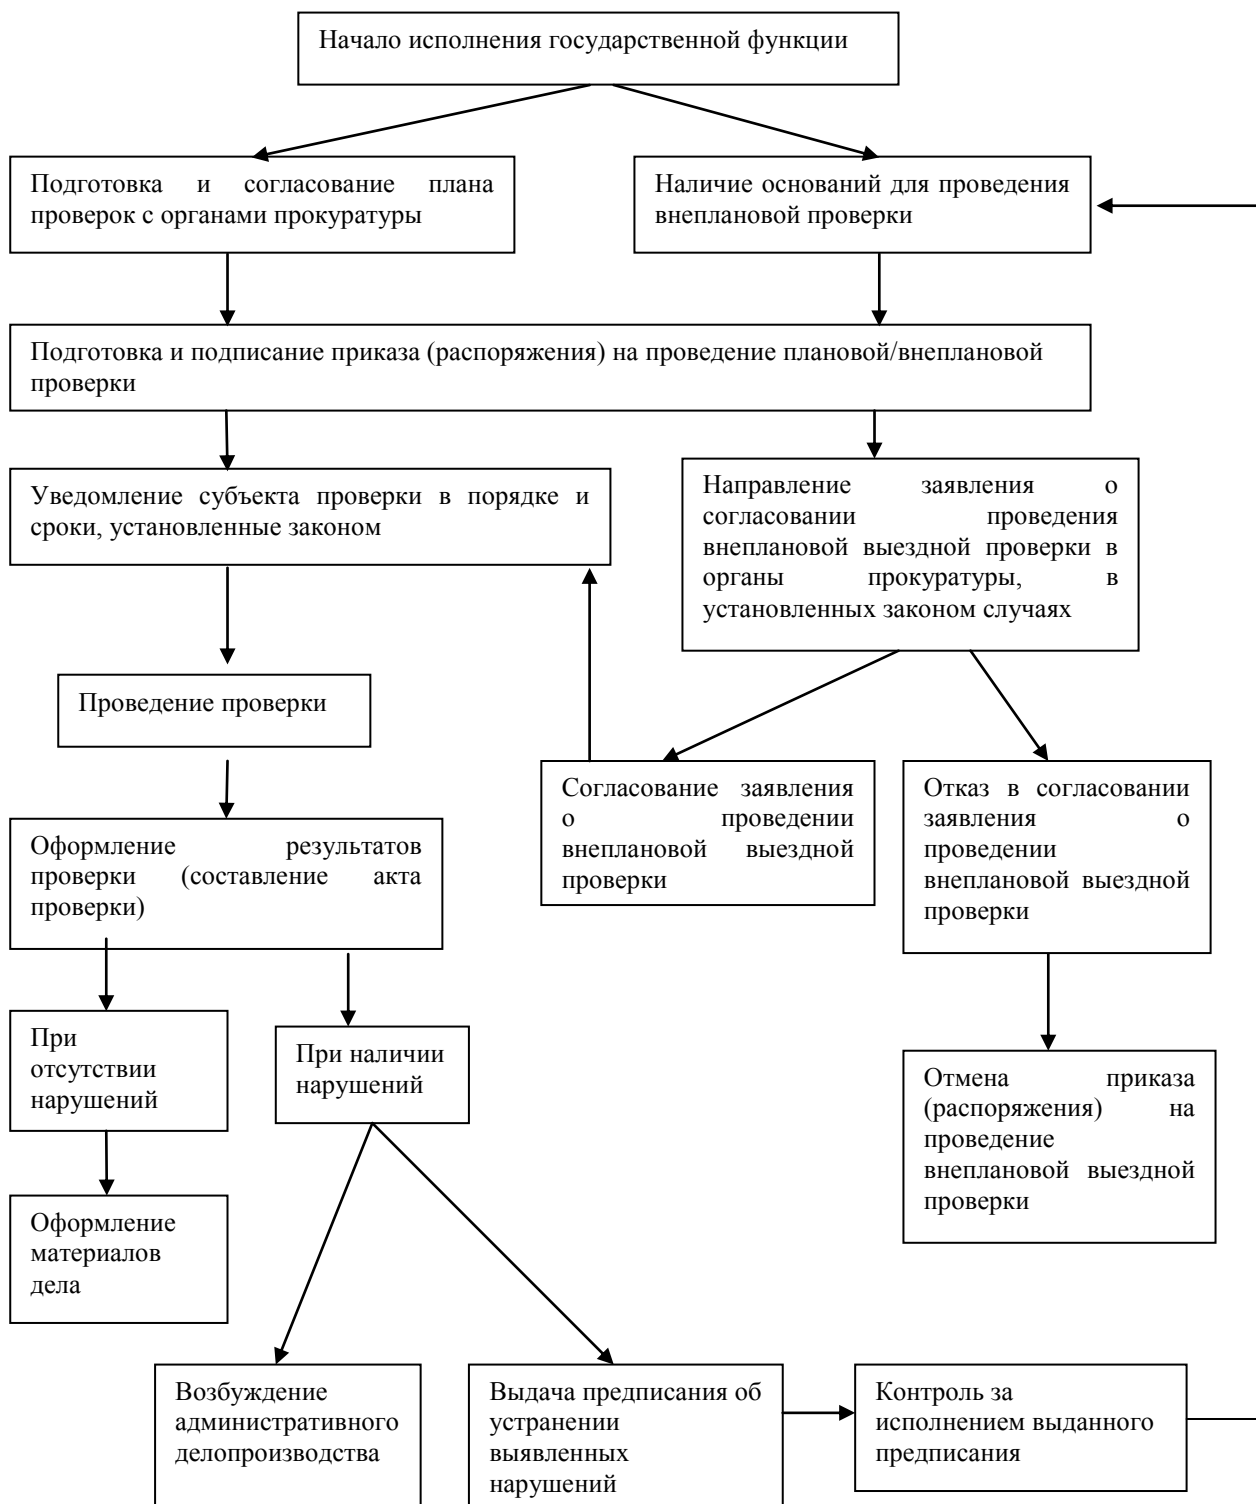 Начало исполнения государственной функции
Подготовка и согласование плана
проверок с органами прокуратуры
Наличие оснований для проведения
внеплановой проверки
Подготовка и подписание приказа (распоряжения) на проведение плановой/внеплановой
проверки
Уведомление субъекта проверки в порядке и
сроки, установленные законом
Направление заявления о
согласовании проведения
внеплановой выездной проверки в
органы прокуратуры, в
установленных законом случаях
Проведение проверки
Согласование заявления
о проведении
внеплановой выездной
проверки
Отказ в согласовании
заявления о
проведении
внеплановой выездной
проверки
Оформление результатов
проверки (составление акта
проверки)
При
отсутствии
нарушений
При наличии
нарушений
Отмена приказа
(распоряжения) на
проведение
внеплановой выездной
проверки
Оформление
материалов
дела
Возбуждение
административного
делопроизводства
Выдача предписания об
устранении
выявленных
нарушений
Контроль за
исполнением выданного
предписания